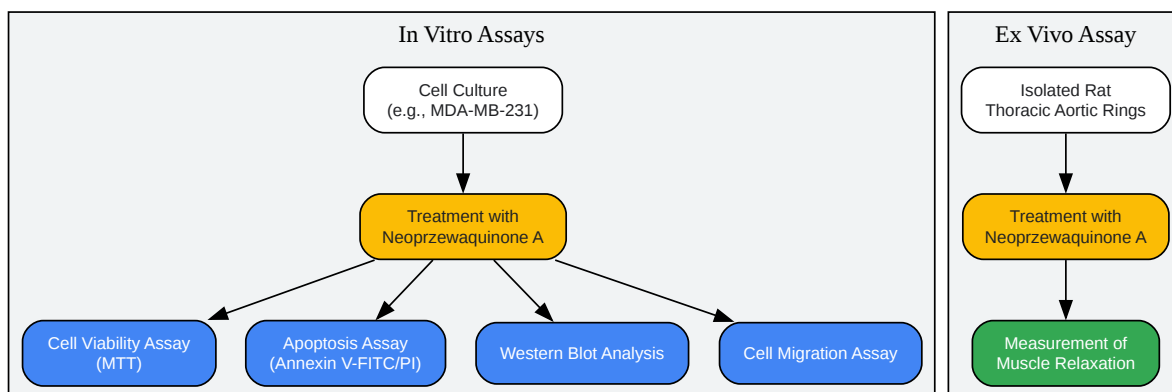 In Vitro Assays
Cell Culture
(e.g., MDA-MB-231)
Treatment with
Neoprzewaquinone A
Cell Viability Assay
(MTT)
Apoptosis Assay
(Annexin V-FITC/PI)
Western Blot Analysis
Cell Migration Assay
Ex Vivo Assay
Isolated Rat
Thoracic Aortic Rings
Treatment with
Neoprzewaquinone A
Measurement of
Muscle Relaxation